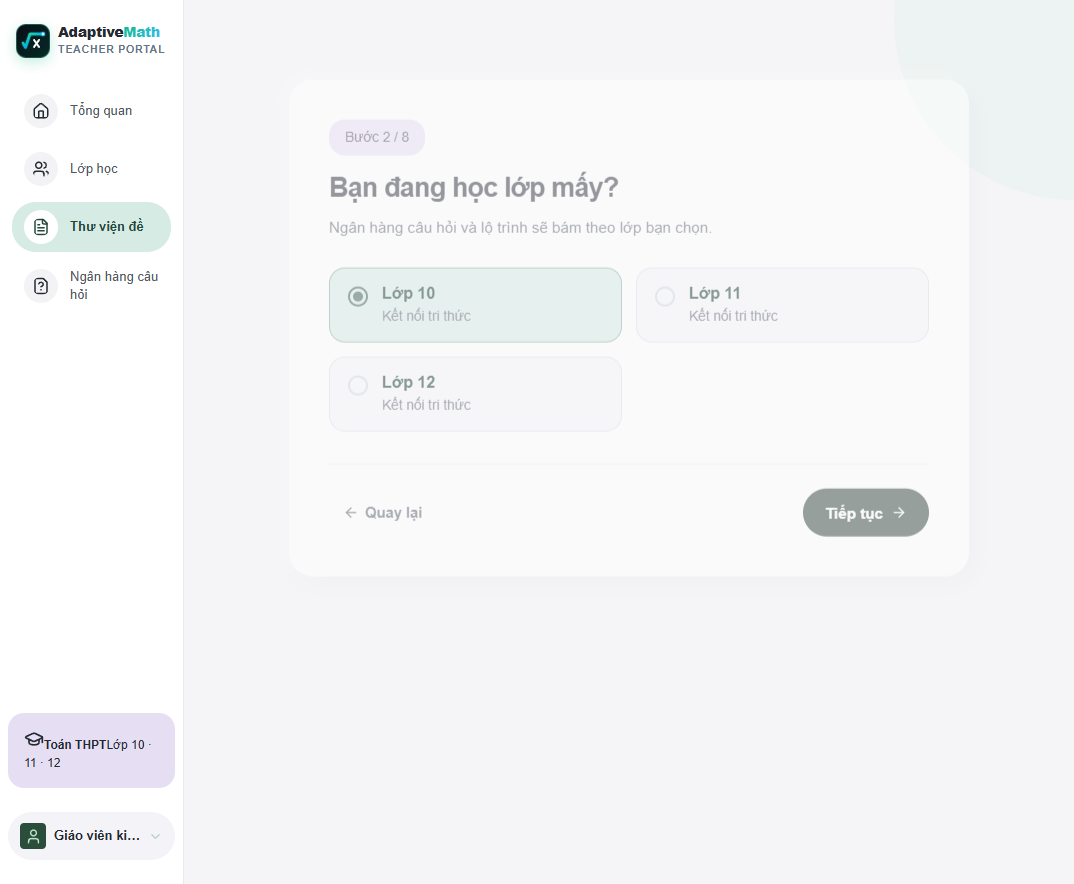 AdaptiveMath
TEACHER PORTAL
Tổng quan
Lớp học
Thư viện đề
Ngân hàng câu
hỏi
Toán THPTLớp 10 ·
11 · 12
Giáo viên ki...
Bước 2 / 8
Bạn đang học lớp mấy?
Ngân hàng câu hỏi và lộ trình sẽ bám theo lớp bạn chọn.
Lớp 10
Kết nối tri thức
Lớp 11
Kết nối tri thức
Lớp 12
Kết nối tri thức
← Quay lại
Tiếp tục →